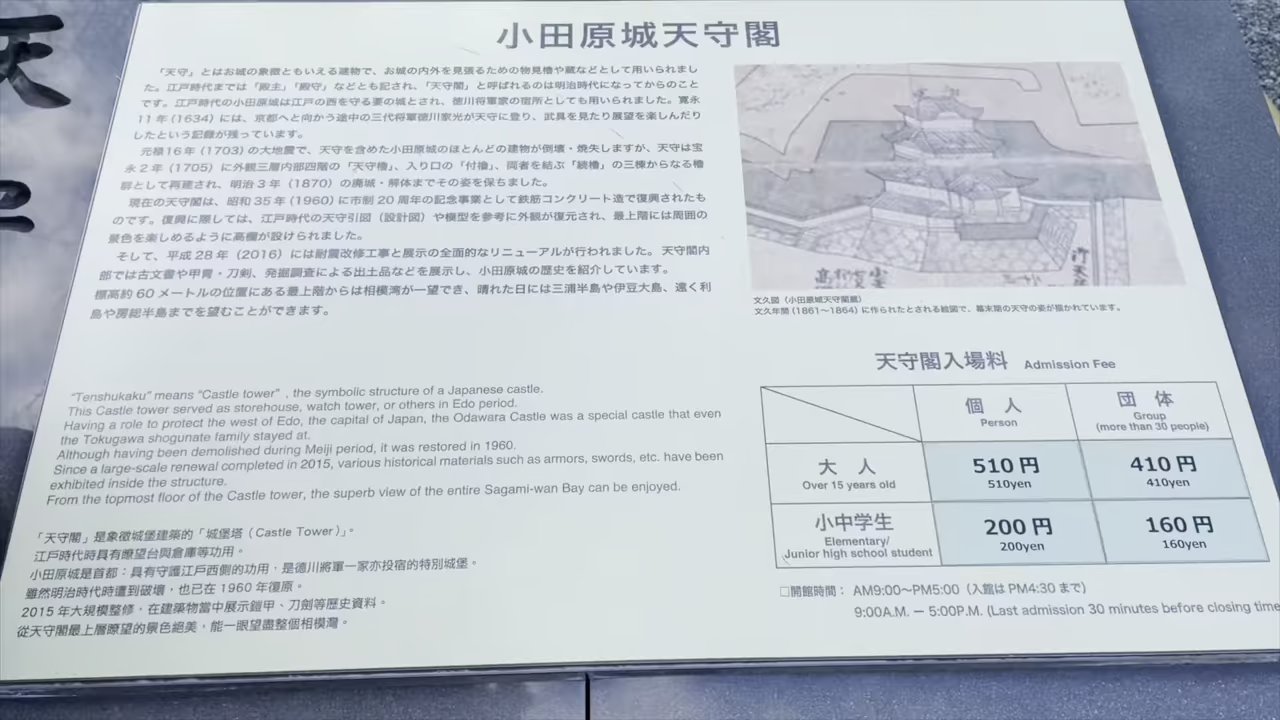 小田原城天守閣
「天守」とはお城の象徴ともいえる建物で、お城の内外を見張るための物見櫓や蔵などとして用いられまし
た。江戸時代までは「殿主」「殿守」などとも記され、「天守閣」と呼ばれるのは明治時代になってからのこと
です。江戸時代の小田原城は江戸の西を守る要の城とされ、徳川将軍家の宿所としても用いられました。寛永
11年 (1634) には、京都へと向かう途中の三代将軍徳川家光が天守に登り、武具を見たり展望を楽しんだり
したという記録が残っています。
元禄16年 (1703) の大地震で、天守を含めた小田原城のほとんどの建物が倒壊・焼失しますが、天守は宝
永2年 (1705) に外観三層内部四階の「天守櫓」、入り口の「付櫓」、両者を結ぶ「続櫓」の三棟からなる櫓
群として再建され、明治3年 (1870) の廃城・解体までその姿を保ちました。
現在の天守閣は、昭和35年 (1960) に市制20周年の記念事業として鉄筋コンクリート造で復興されたも
のです。復興に際しては、江戸時代の天守引図 (設計図) や模型を参考に外観が復元され、最上階には周囲の
景色を楽しめるように高欄が設けられました。
そして、平成28年 (2016) には耐震改修工事と展示の全面的なリニューアルが行われました。天守閣内
部では古文書や甲冑・刀剣、発掘調査による出土品などを展示し、小田原城の歴史を紹介しています。
標高約60メートルの位置にある最上階からは相模湾が一望でき、晴れた日には三浦半島や伊豆大島、遠く利
島や房総半島までを望むことができます。
文久図 (小田原城天守閣蔵)
文久年間 (1861~1864) に作られたとされる絵図で、幕末期の天守の姿が描かれています。
"Tenshukaku" means "Castle tower" , the symbolic structure of a Japanese castle.
This Castle tower served as storehouse, watch tower, or others in Edo period.
Having a role to protect the west of Edo, the capital of Japan, the Odawara Castle was a special castle that even
the Tokugawa shogunate family stayed at.
Although having been demolished during Meiji period, it was restored in 1960.
Since a large-scale renewal completed in 2015, various historical materials such as armors, swords, etc. have been
exhibited inside the structure.
From the topmost floor of the Castle tower, the superb view of the entire Sagami-wan Bay can be enjoyed.
「天守閣」是象徵城堡建築的「城堡塔 (Castle Tower)」。
江戶時代時具有瞭望台與倉庫等功用。
小田原城是首都：具有守護江戶西側的功用，是德川將軍一家亦投宿的特別城堡。
雖然明治時代時遭到破壞，也已在1960年復原。
2015年大規模整修，在建築物當中展示鎧甲、刀劍等歷史資料。
從天守閣最上層瞭望的景色絕美，能一眼望盡整個相模灣。
天守閣入場料 Admission Fee
個 人 団 体
Person Group
(more than 30 people)
大 人 510円 410円
Over 15 years old 510yen 410yen
小中学生 200円 160円
Elementary/
Junior high school student 200yen 160yen
□開館時間： AM9:00~PM5:00 (入館は PM4:30 まで)
9:00A.M. ー 5:00P.M. (Last admission 30 minutes before closing time